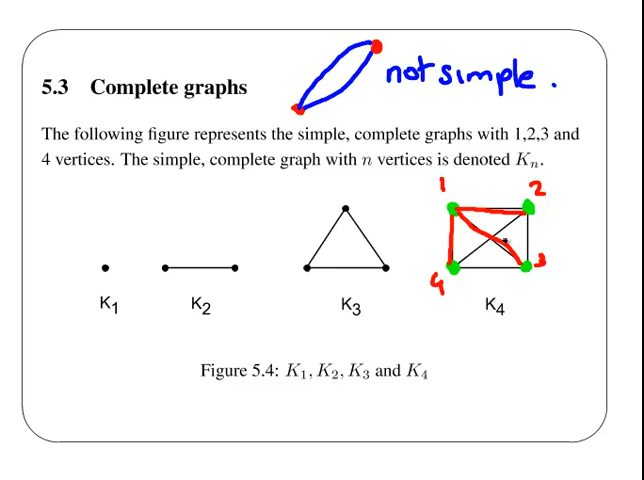 not simple.
5.3 Complete graphs
The following figure represents the simple, complete graphs with 1,2,3 and
4 vertices. The simple, complete graph with n vertices is denoted Kₙ.
1 2
3
4
K₁ K₂ K₃ K₄
Figure 5.4: K₁, K₂, K₃ and K₄